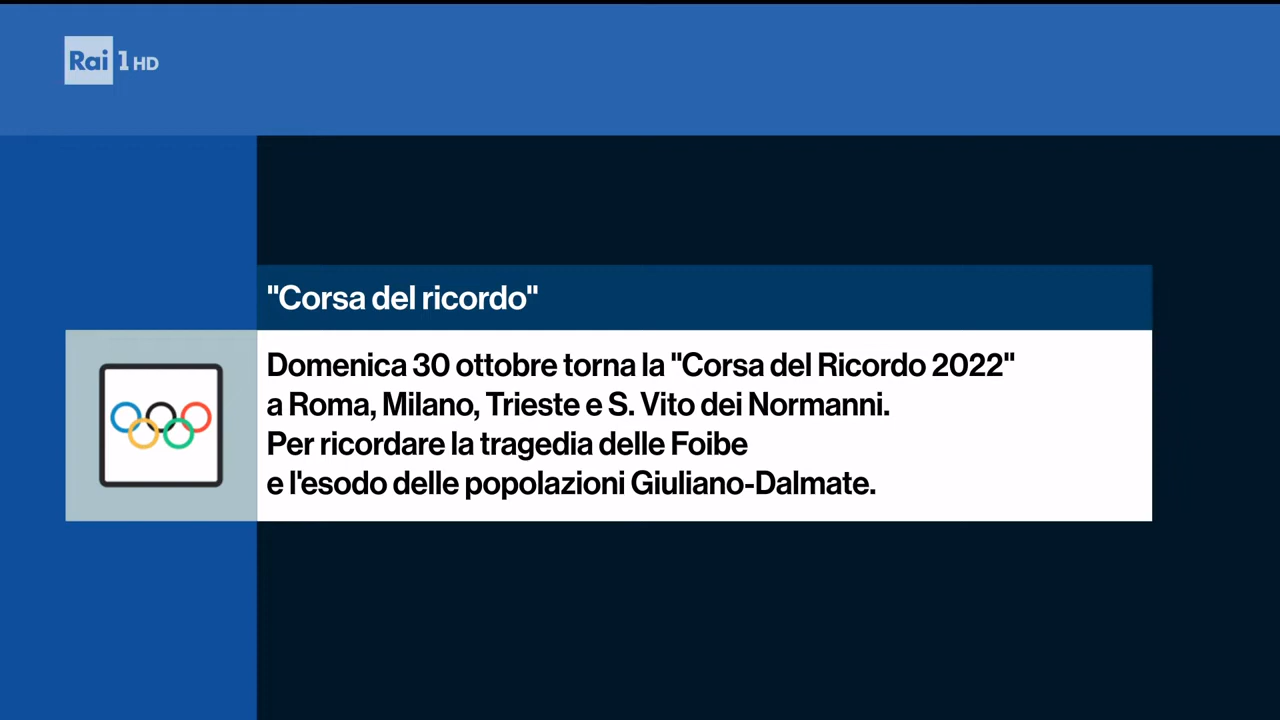 Rai 1 HD
"Corsa del ricordo"
Domenica 30 ottobre torna la "Corsa del Ricordo 2022"
a Roma, Milano, Trieste e S. Vito dei Normanni.
Per ricordare la tragedia delle Foibe
e l'esodo delle popolazioni Giuliano-Dalmate.